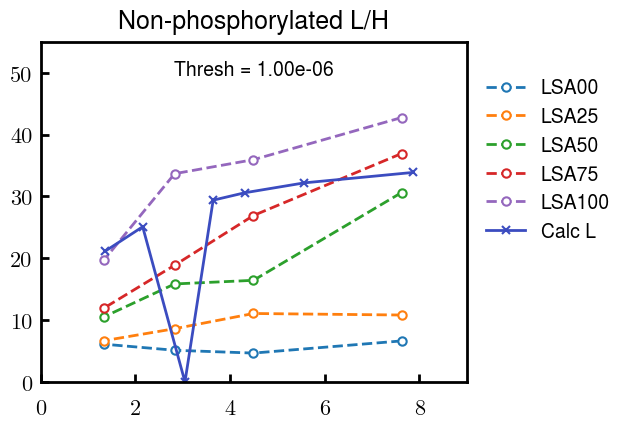 Non-phosphorylated L/H
Thresh = 1.00e-06
50
40
30
20
10
0
0 2 4 6 8
LSA00
LSA25
LSA50
LSA75
LSA100
Calc L